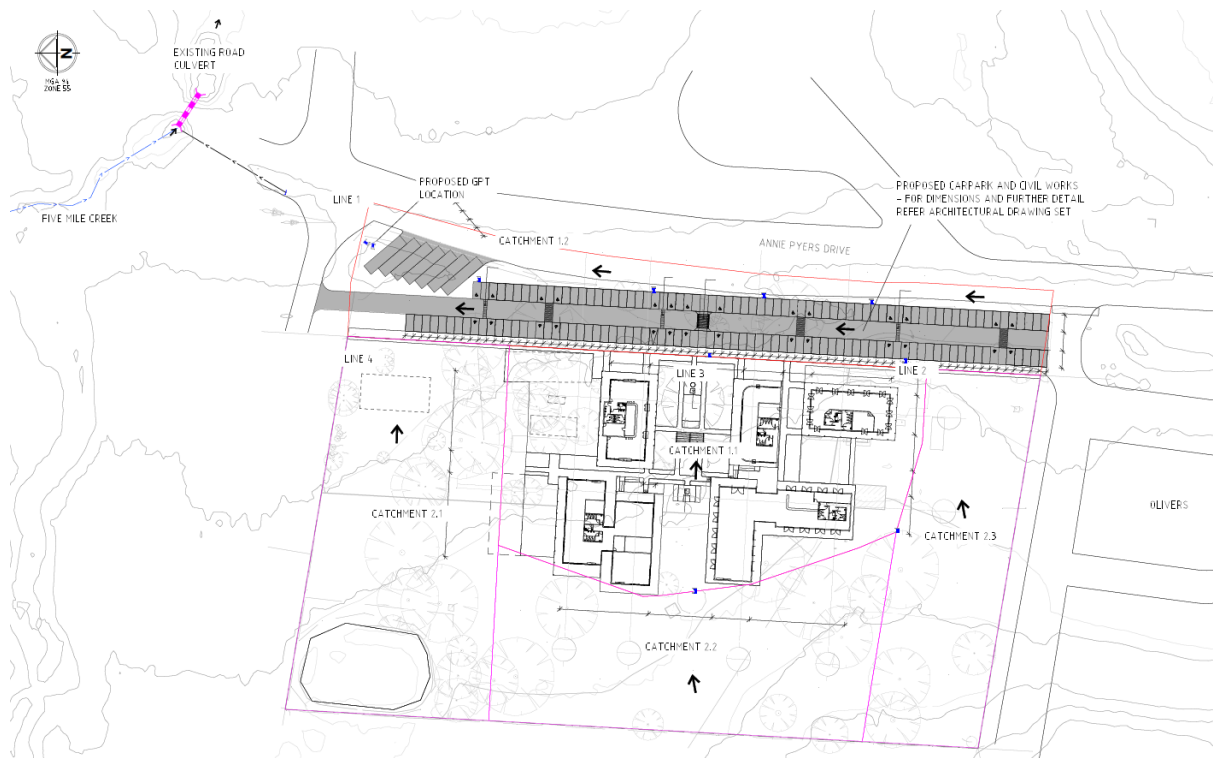 N
MGA 94
ZONE 55
EXISTING ROAD
CULVERT
FIVE MILE CREEK
PROPOSED GPT
LOCATION
LINE 1
CATCHMENT 1.2
PROPOSED CARPARK AND CIVIL WORKS
- FOR DIMENSIONS AND FURTHER DETAIL
REFER ARCHITECTURAL DRAWING SET
ANNIE PYERS DRIVE
LINE 4
LINE 3
LINE 2
CATCHMENT 1.1
CATCHMENT 2.1
CATCHMENT 2.3
OLIVERS
CATCHMENT 2.2